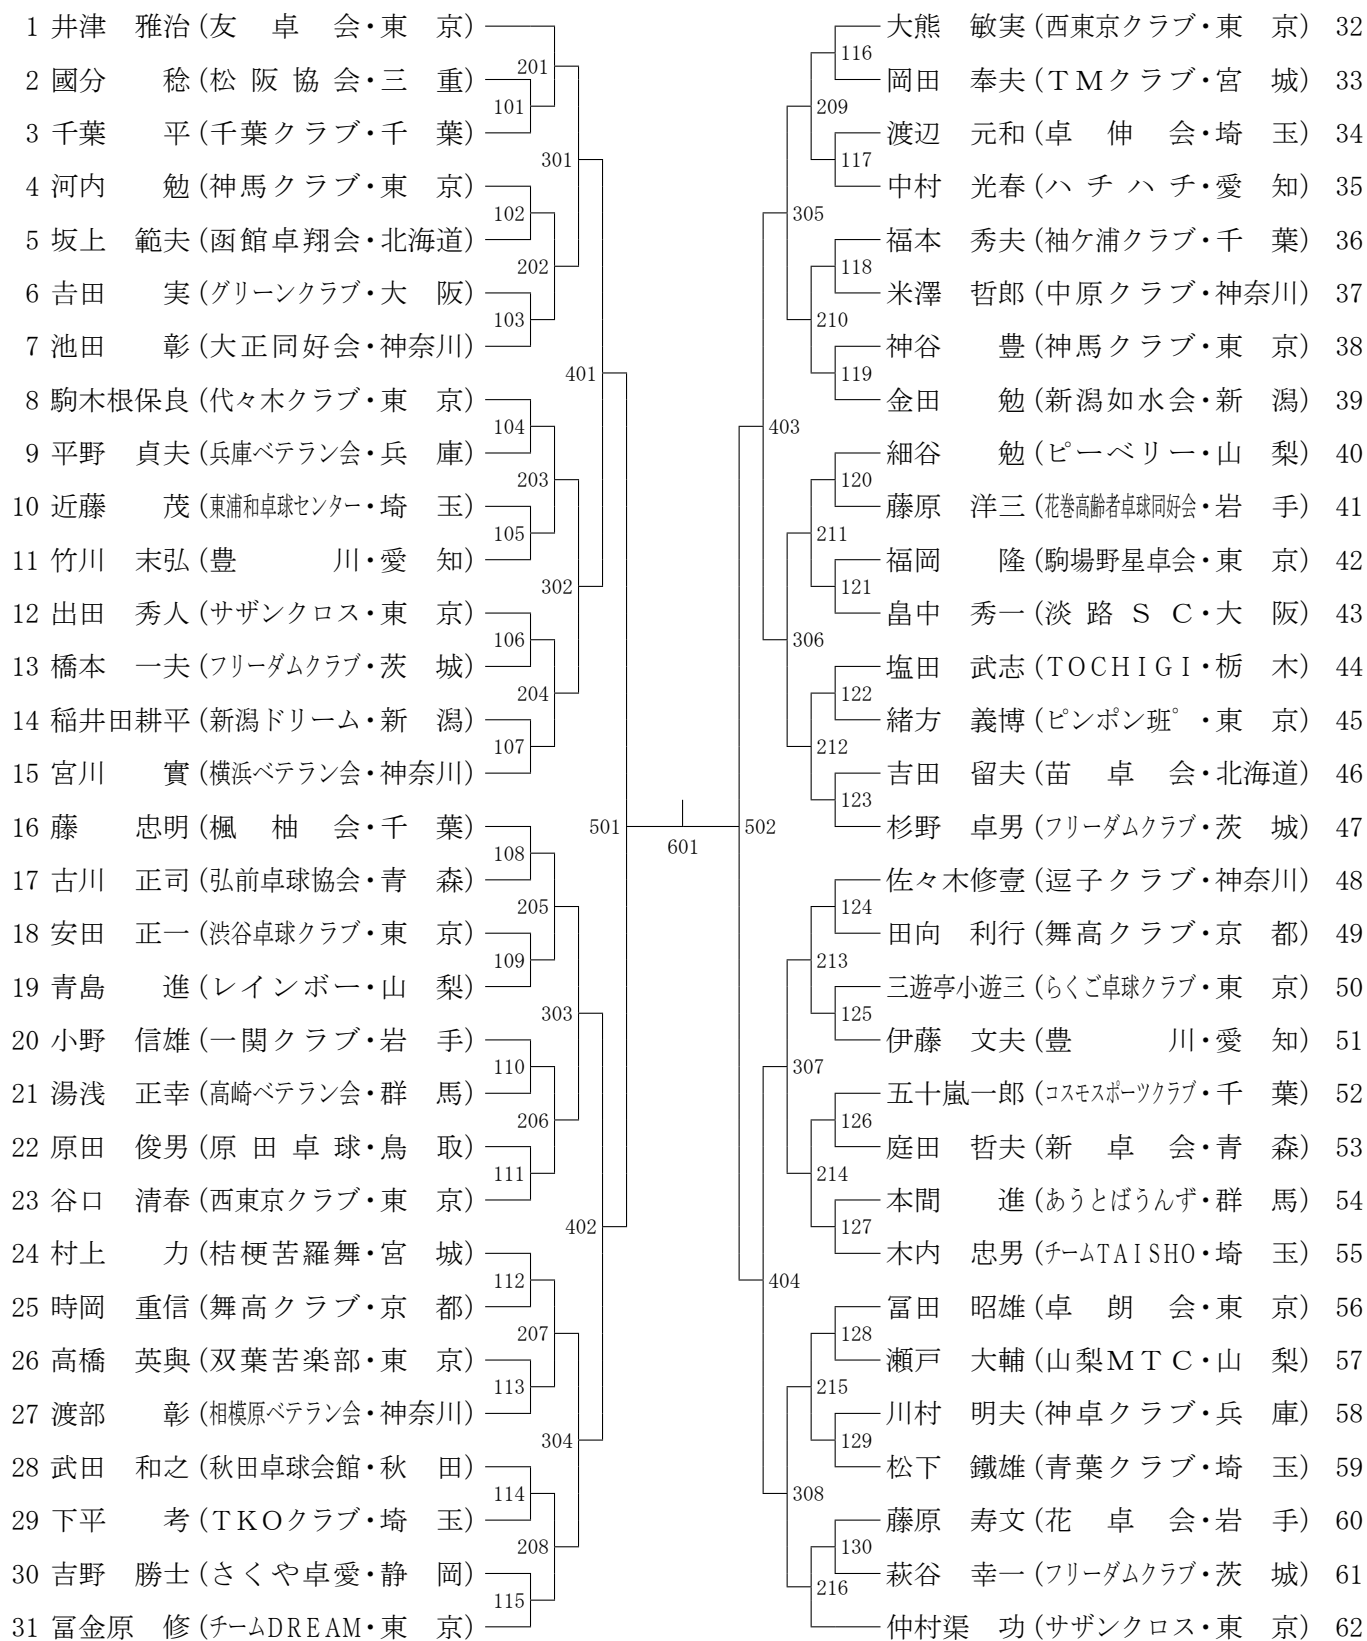 1 井津　雅治 (友　卓　会・東　京)
201
2 國分　　稔 (松 阪 協 会・三　重)
101
3 千葉　　平 (千葉クラブ・千　葉)
301
4 河内　　勉 (神馬クラブ・東　京)
102
5 坂上　範夫 (函館卓翔会・北海道)
202
6 𠮷田　　実 (グリーンクラブ・大　阪)
103
7 池田　　彰 (大正同好会・神奈川)
401
8 駒木根保良 (代々木クラブ・東　京)
104
9 平野　貞夫 (兵庫ベテラン会・兵　庫)
203
10 近藤　　茂 (東浦和卓球センター・埼　玉)
105
11 竹川　末弘 (豊　　　川・愛　知)
302
12 出田　秀人 (サザンクロス・東　京)
106
13 橋本　一夫 (フリーダムクラブ・茨　城)
204
14 稲井田耕平 (新潟ドリーム・新　潟)
107
15 宮川　　實 (横浜ベテラン会・神奈川)
16 藤　　忠明 (楓　柚　会・千　葉)
501
108
17 古川　正司 (弘前卓球協会・青　森)
205
18 安田　正一 (渋谷卓球クラブ・東　京)
109
19 青島　　進 (レインボー・山　梨)
303
20 小野　信雄 (一関クラブ・岩　手)
110
21 湯浅　正幸 (高崎ベテラン会・群　馬)
206
22 原田　俊男 (原 田 卓 球・鳥　取)
111
23 谷口　清春 (西東京クラブ・東　京)
402
24 村上　　力 (桔梗苦羅舞・宮　城)
112
25 時岡　重信 (舞高クラブ・京　都)
207
26 高橋　英與 (双葉苦楽部・東　京)
113
27 渡部　　彰 (相模原ベテラン会・神奈川)
304
28 武田　和之 (秋田卓球会館・秋　田)
114
29 下平　　考 (TKOクラブ・埼　玉)
208
30 吉野　勝士 (さくや卓愛・静　岡)
115
31 冨金原　修 (チームDREAM・東　京)
601
大熊　敏実 (西東京クラブ・東　京) 32
116
岡田　奉夫 (TMクラブ・宮　城) 33
209
渡辺　元和 (卓　伸　会・埼　玉) 34
117
中村　光春 (ハ チ ハ チ・愛　知) 35
305
福本　秀夫 (袖ケ浦クラブ・千　葉) 36
118
米澤　哲郎 (中原クラブ・神奈川) 37
210
神谷　　豊 (神馬クラブ・東　京) 38
119
金田　　勉 (新潟如水会・新　潟) 39
403
細谷　　勉 (ピーベリー・山　梨) 40
120
藤原　洋三 (花巻高齢者卓球同好会・岩　手) 41
211
福岡　　隆 (駒場野星卓会・東　京) 42
121
畠中　秀一 (淡 路 S C・大　阪) 43
306
塩田　武志 (TOCHIGI・栃　木) 44
122
緒方　義博 (ピンポン班゜・東　京) 45
212
吉田　留夫 (苗　卓　会・北海道) 46
123
杉野　卓男 (フリーダムクラブ・茨　城) 47
502
佐々木修壹 (逗子クラブ・神奈川) 48
124
田向　利行 (舞高クラブ・京　都) 49
213
三遊亭小遊三 (らくご卓球クラブ・東　京) 50
125
伊藤　文夫 (豊　　　川・愛　知) 51
307
五十嵐一郎 (コスモスポーツクラブ・千　葉) 52
126
庭田　哲夫 (新　卓　会・青　森) 53
214
本間　　進 (あうとばうんず・群　馬) 54
127
木内　忠男 (チームTAISHO・埼　玉) 55
404
冨田　昭雄 (卓　朗　会・東　京) 56
128
瀬戸　大輔 (山梨MTC・山　梨) 57
215
川村　明夫 (神卓クラブ・兵　庫) 58
129
松下　鐵雄 (青葉クラブ・埼　玉) 59
308
藤原　寿文 (花　卓　会・岩　手) 60
130
萩谷　幸一 (フリーダムクラブ・茨　城) 61
216
仲村渠　功 (サザンクロス・東　京) 62